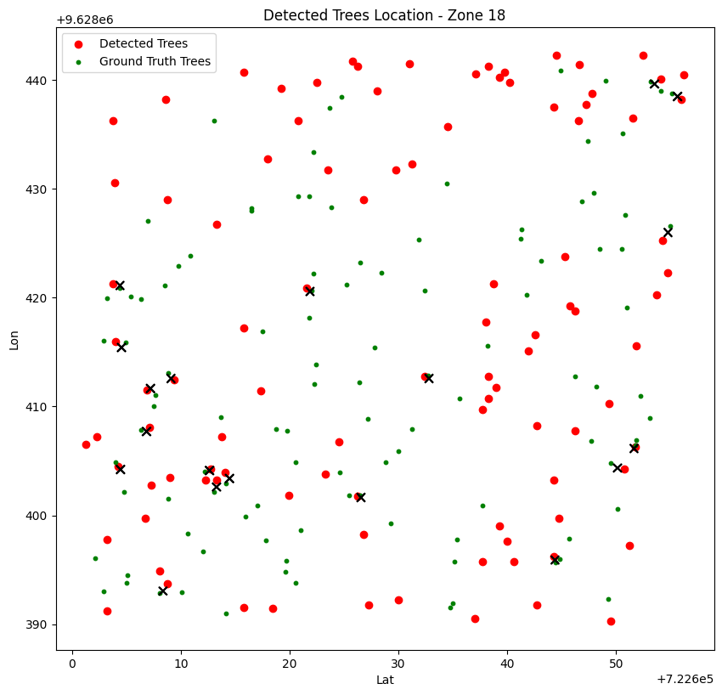 Detected Trees Location - Zone 18
+9.628e6
Detected Trees
Ground Truth Trees
440
430
420
410
400
390
Lon
0 10 20 30 40 50
Lat
+7.226e5